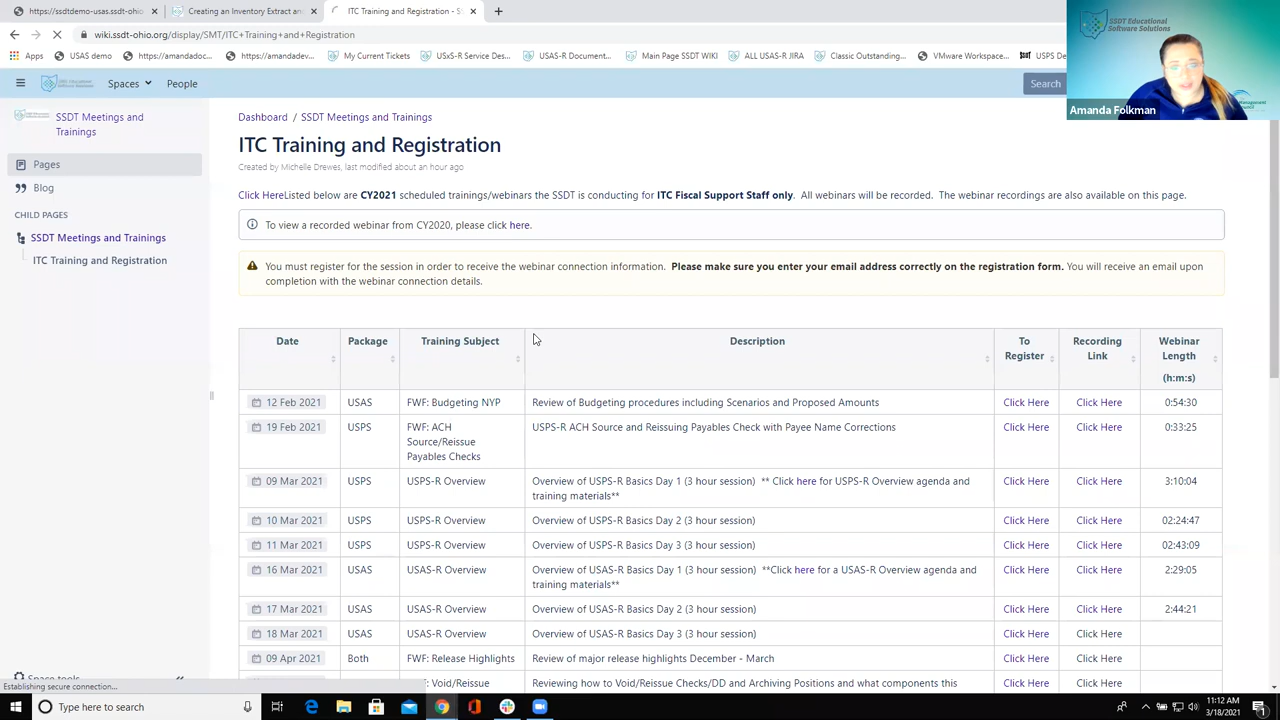 https://ssdtdemo-usas.ssdt-ohio
Creating an Inventory Extract an
ITC Training and Registration - S
wiki.ssdt-ohio.org/display/SMT/ITC+Training+and+Registration
Apps
USAS demo
https://amandadoc...
https://amandadev...
My Current Tickets
USxS-R Service Des...
USAS-R Document...
Main Page SSDT WIKI
ALL USAS-R JIRA
Classic Outstanding...
VMware Workspace...
USPS De
SSDT Educational
Software Solutions
Amanda Folkman
Spaces
People
Search
SSDT Meetings and
Trainings
Pages
Blog
CHILD PAGES
SSDT Meetings and Trainings
ITC Training and Registration
Dashboard / SSDT Meetings and Trainings
ITC Training and Registration
Created by Michelle Drewes, last modified about an hour ago
Click HereListed below are CY2021 scheduled trainings/webinars the SSDT is conducting for ITC Fiscal Support Staff only. All webinars will be recorded. The webinar recordings are also available on this page.
To view a recorded webinar from CY2020, please click here.
You must register for the session in order to receive the webinar connection information. Please make sure you enter your email address correctly on the registration form. You will receive an email upon
completion with the webinar connection details.
Date
Package
Training Subject
Description
To
Register
Recording
Link
Webinar
Length
(h:m:s)
12 Feb 2021 USAS FWF: Budgeting NYP Review of Budgeting procedures including Scenarios and Proposed Amounts Click Here Click Here 0:54:30
19 Feb 2021 USPS FWF: ACH USPS-R ACH Source and Reissuing Payables Check with Payee Name Corrections Click Here Click Here 0:33:25
Source/Reissue
Payables Checks
09 Mar 2021 USPS USPS-R Overview Overview of USPS-R Basics Day 1 (3 hour session) ** Click here for USPS-R Overview agenda and Click Here Click Here 3:10:04
training materials**
10 Mar 2021 USPS USPS-R Overview Overview of USPS-R Basics Day 2 (3 hour session) Click Here Click Here 02:24:47
11 Mar 2021 USPS USPS-R Overview Overview of USPS-R Basics Day 3 (3 hour session) Click Here Click Here 02:43:09
16 Mar 2021 USAS USAS-R Overview Overview of USAS-R Basics Day 1 (3 hour session) **Click here for a USAS-R Overview agenda and Click Here Click Here 2:29:05
training materials**
17 Mar 2021 USAS USAS-R Overview Overview of USAS-R Basics Day 2 (3 hour session) Click Here Click Here 2:44:21
18 Mar 2021 USAS USAS-R Overview Overview of USAS-R Basics Day 3 (3 hour session) Click Here Click Here
09 Apr 2021 Both FWF: Release Highlights Review of major release highlights December - March Click Here Click Here
Void/Reissue Reviewing how to Void/Reissue Checks/DD and Archiving Positions and what components this Click Here Click Here
Space tools
Establishing secure connection...
Type here to search
11:12 AM
3/18/2021